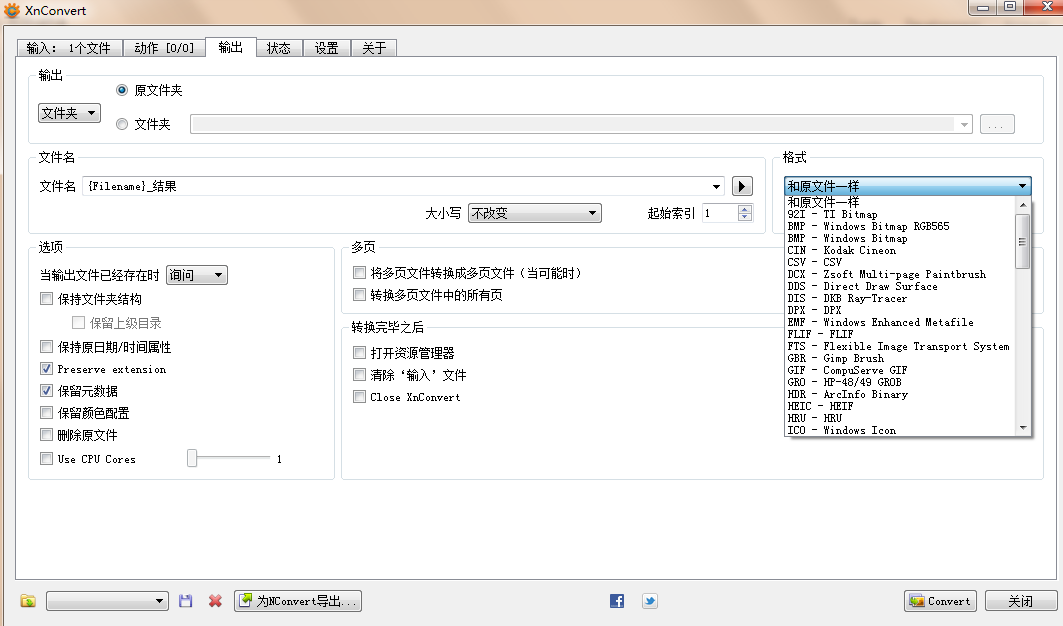 XnConvert
输入： 1个文件 动作 [0/0] 输出 状态 设置 关于
输出
原文件夹
文件夹
文件夹
...
文件名
文件名 {Filename}_结果
大小写 不改变 起始索引 1
格式
和原文件一样
和原文件一样
92I - TI Bitmap
BMP - Windows Bitmap RGB565
BMP - Windows Bitmap
CIN - Kodak Cineon
CSV - CSV
DCX - Zsoft Multi-page Paintbrush
DDS - Direct Draw Surface
DIS - DKB Ray-Tracer
DPX - DPX
EMF - Windows Enhanced Metafile
FLIF - FLIF
FTS - Flexible Image Transport System
GBR - Gimp Brush
GIF - CompuServe GIF
GRO - HP-48/49 GROB
HDR - ArcInfo Binary
HEIC - HEIF
HRU - HRU
ICO - Windows Icon
选项
当输出文件已经存在时 询问
保持文件夹结构
保留上级目录
保持原日期/时间属性
Preserve extension
保留元数据
保留颜色配置
删除原文件
Use CPU Cores 1
多页
将多页文件转换成多页文件（当可能时）
转换多页文件中的所有页
转换完毕之后
打开资源管理器
清除‘输入’文件
Close XnConvert
为NConvert导出...
Convert
关闭